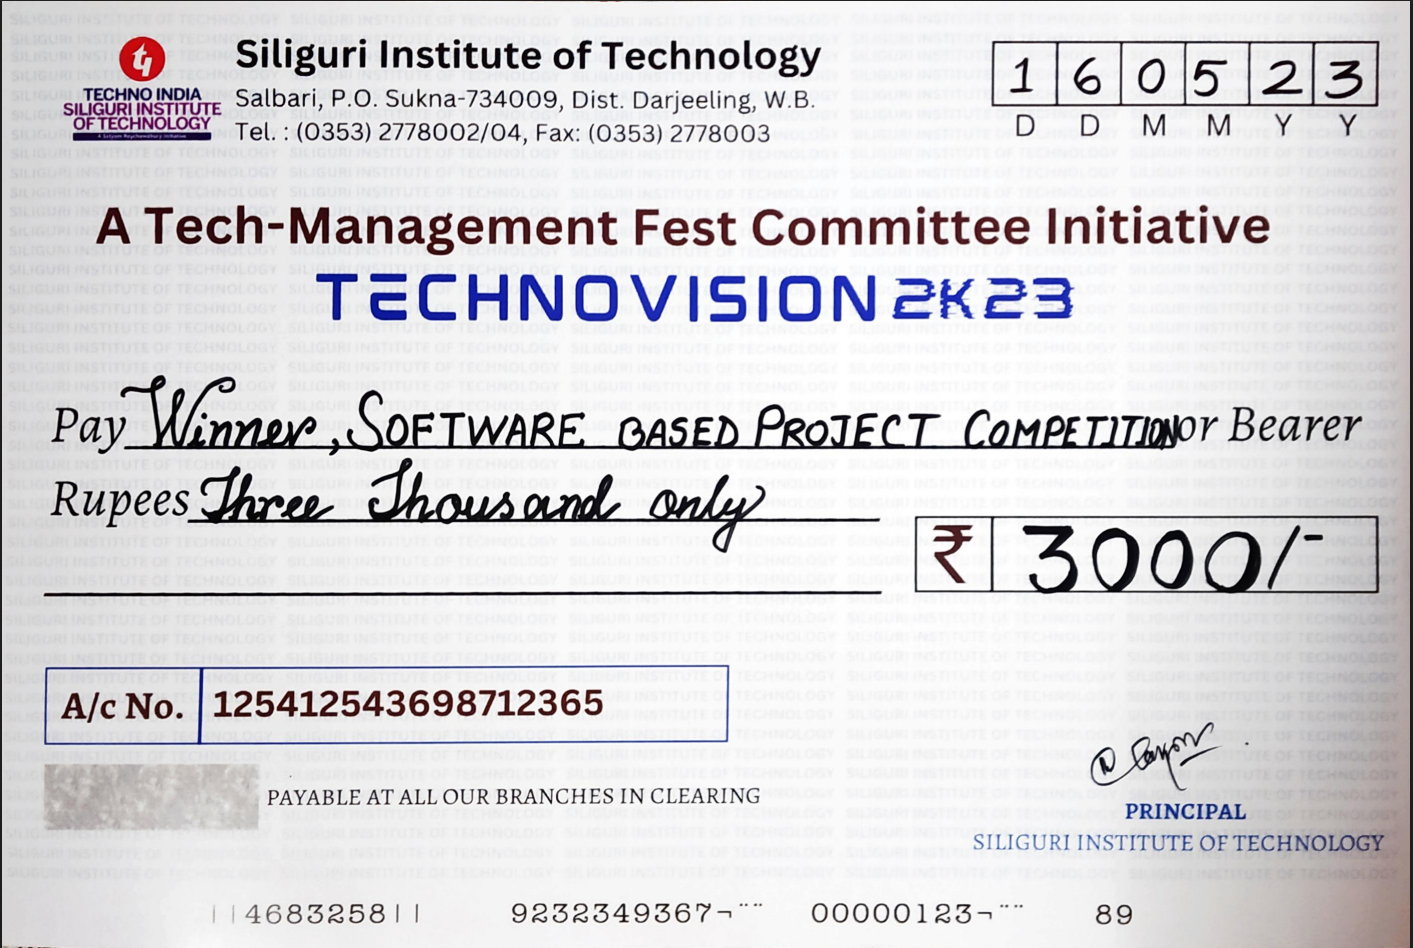 Siliguri Institute of Technology
TECHNO INDIA
SILIGURI INSTITUTE
OF TECHNOLOGY
Salbari, P.O. Sukna-734009, Dist.: Darjeeling, W.B.
Tel. : (0353) 2778002/04, Fax: (0353) 2778003
1 6 0 5 2 3
D D M M Y Y
A Tech-Management Fest Committee Initiative
TECHNOVISION 2K23
Pay Winner, SOFTWARE BASED PROJECT COMPETITION or Bearer
Rupees Three Thousand only
₹ 3000/-
A/c No. 125412543698712365
PAYABLE AT ALL OUR BRANCHES IN CLEARING
PRINCIPAL
SILIGURI INSTITUTE OF TECHNOLOGY
||4683258|| 9232349367¬¨ 00000123¬¨ 89